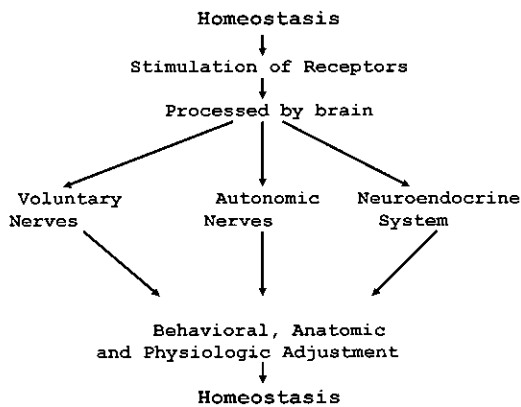 Homeostasis
Stimulation of Receptors
Processed by brain
Voluntary Nerves
Autonomic Nerves
Neuroendocrine System
Behavioral, Anatomic
and Physiologic Adjustment
Homeostasis